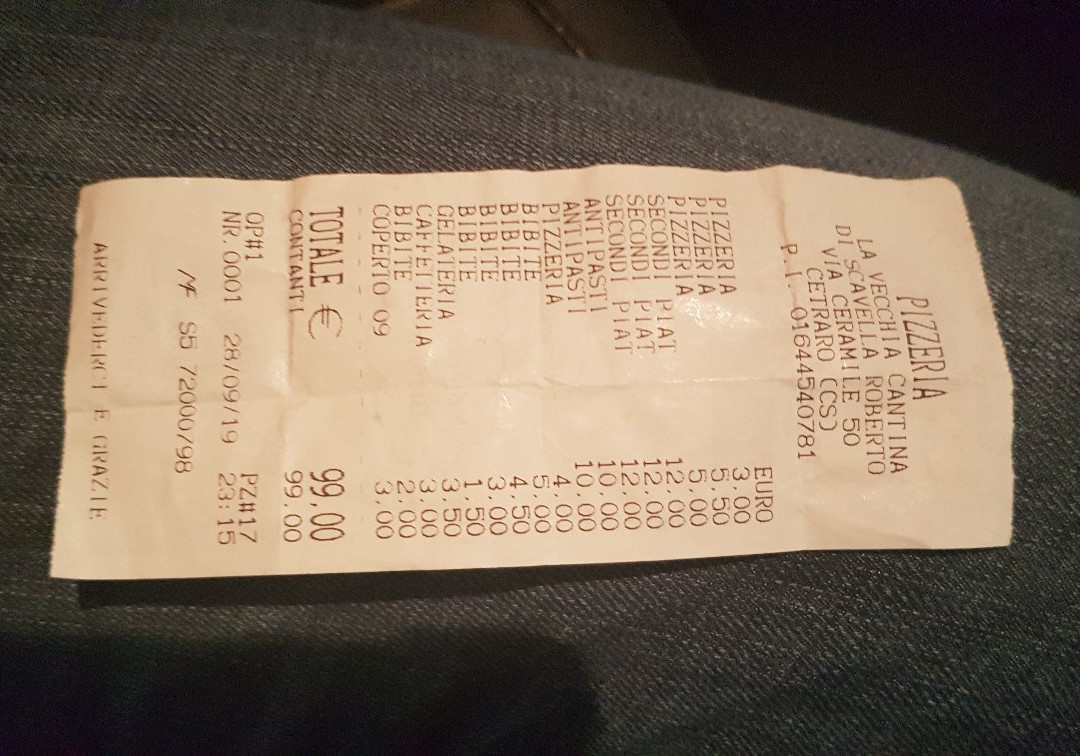 PIZZERIA
LA VECCHIA CANTINA
DI SCAVELLA ROBERTO
VIA CERAMILE 50
CETRARO (CS)
P.I. 01644540781
EURO
PIZZERIA 3,00
PIZZERIA 5,50
PIZZERIA 5,00
SECONDI PIAT 12,00
SECONDI PIAT 12,00
SECONDI PIAT 12,00
ANTIPASTI 10,00
ANTIPASTI 10,00
PIZZERIA 4,00
BIBITE 5,00
BIBITE 4,50
BIBITE 3,00
BIBITE 1,50
GELATERIA 3,50
CAFFETTERIA 3,00
BIBITE 2,00
COPERTO 09 3,00
TOTALE € 99,00
CONTANTI 99,00
OP#1 PZ#17
NR.0001 28/09/19 23:15
MF S5 72000798
ARRIVEDERCI E GRAZIE